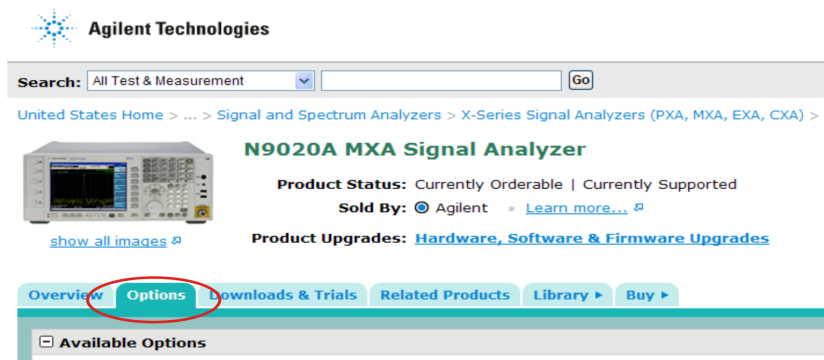 Agilent Technologies
Search: All Test & Measurement Go
United States Home > ... > Signal and Spectrum Analyzers > X-Series Signal Analyzers (PXA, MXA, EXA, CXA) >
N9020A MXA Signal Analyzer
Product Status: Currently Orderable | Currently Supported
Sold By: Agilent Learn more...
show all images Product Upgrades: Hardware, Software & Firmware Upgrades
Overview Options Downloads & Trials Related Products Library Buy
Available Options